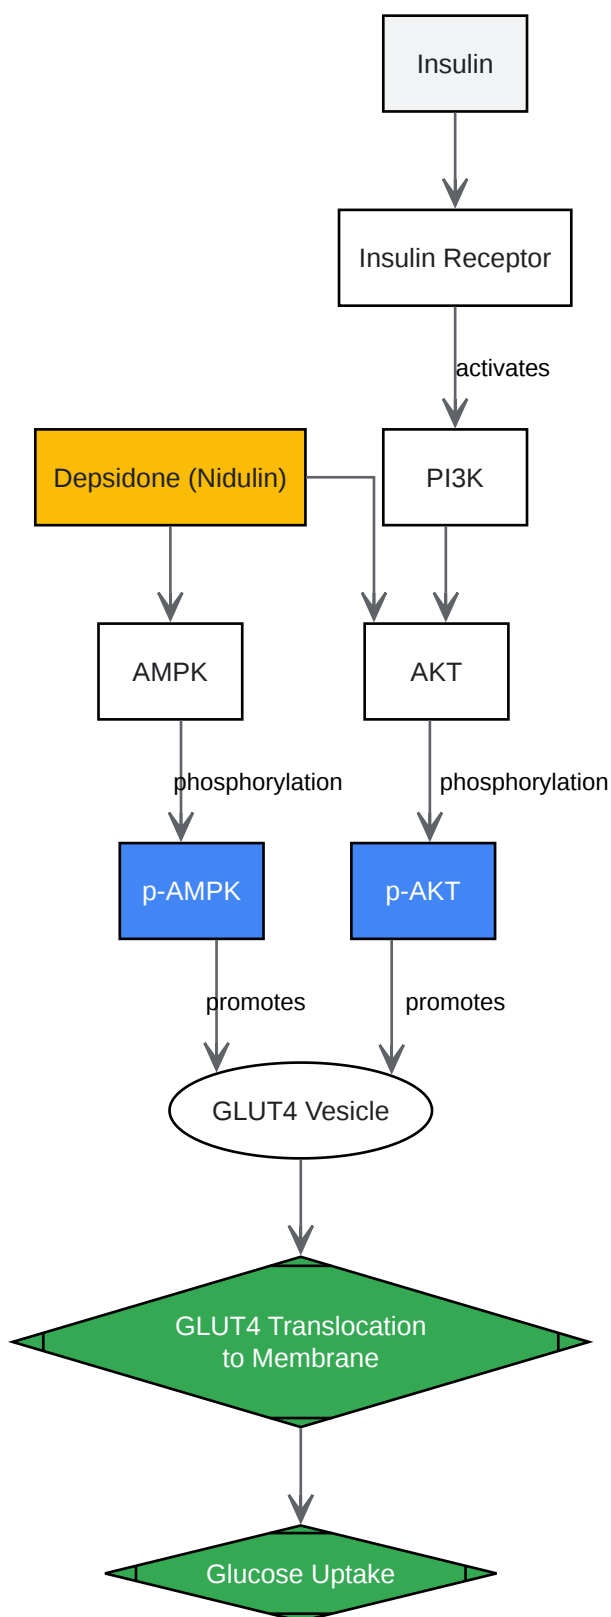 Insulin
Insulin Receptor
activates
Depsidone (Nidulin)
PI3K
AMPK
AKT
phosphorylation
phosphorylation
p-AMPK
p-AKT
promotes
promotes
GLUT4 Vesicle
GLUT4 Translocation
to Membrane
Glucose Uptake